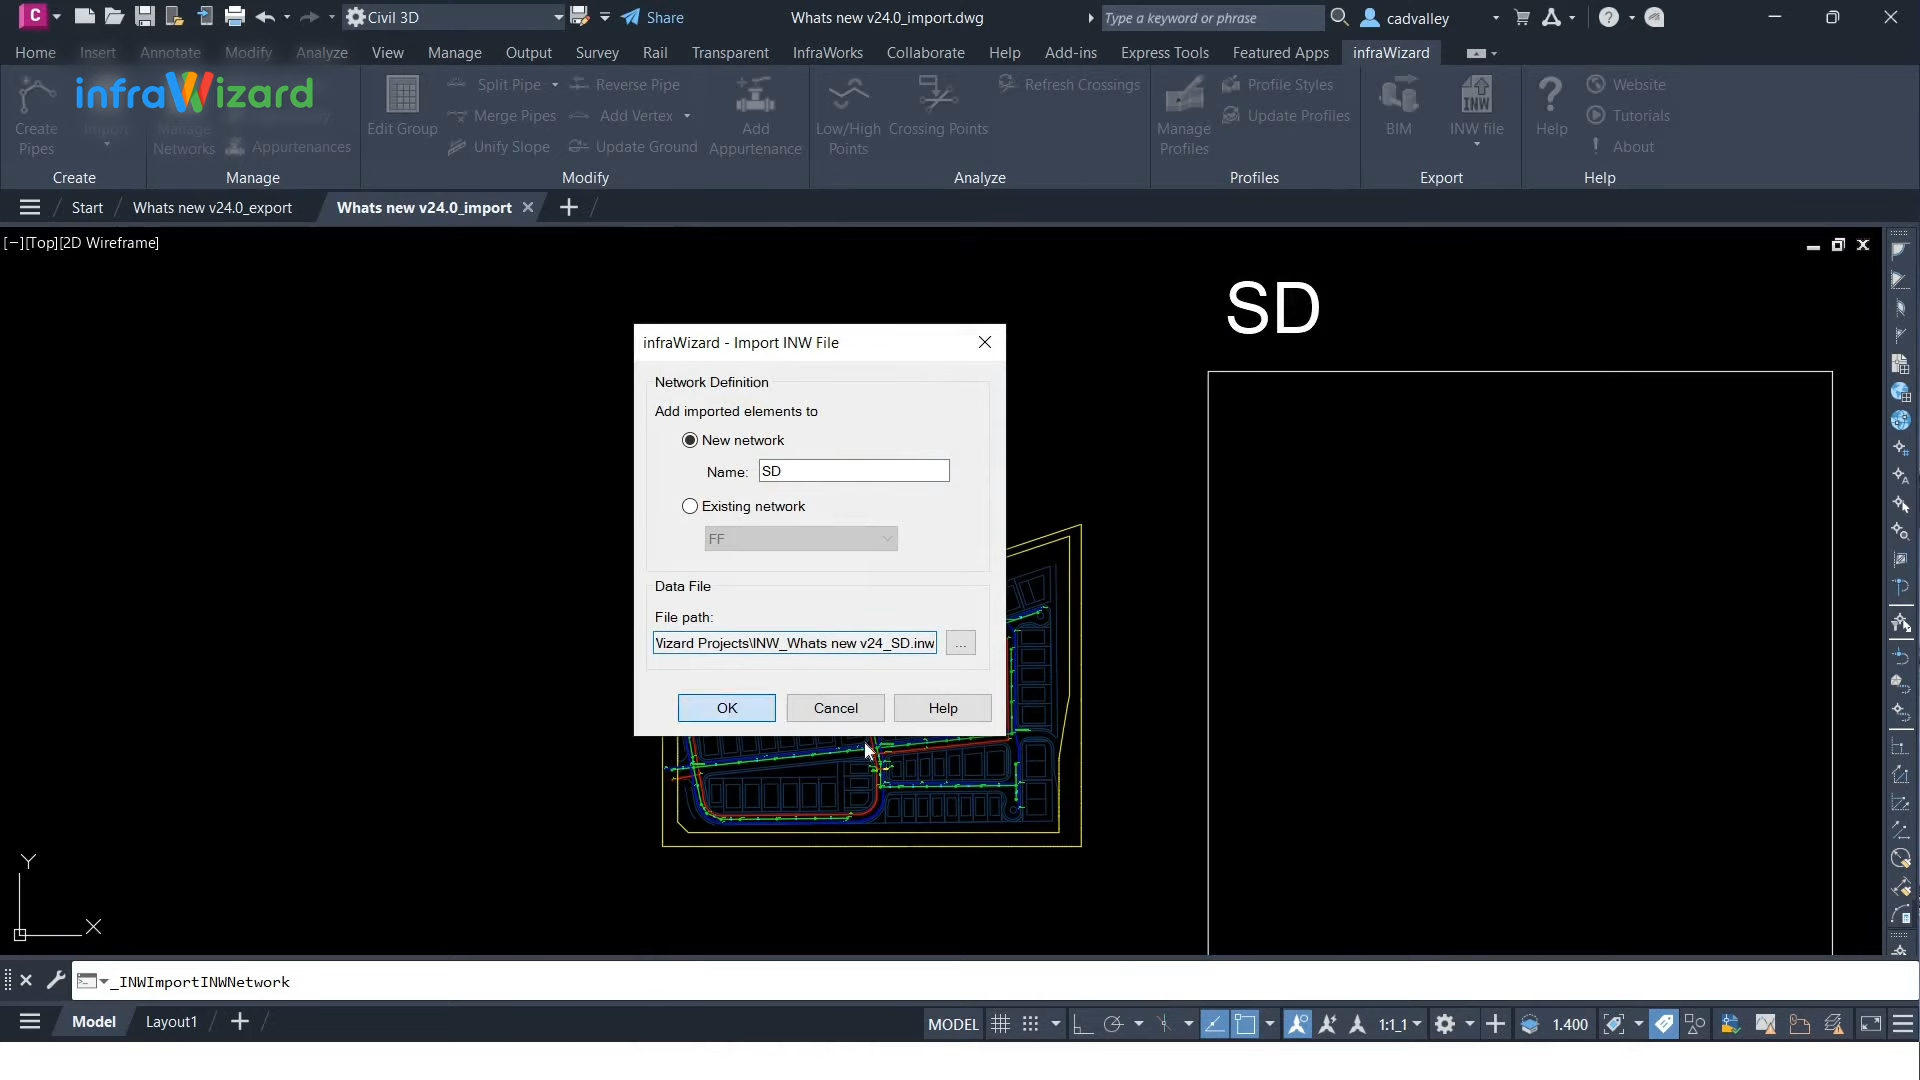 C
Civil 3D
Share
Whats new v24.0_import.dwg
Type a keyword or phrase
cadvalley
Home Insert Annotate Modify Analyze View Manage Output Survey Rail Transparent InfraWorks Collaborate Help Add-ins Express Tools Featured Apps infraWizard
infraWizard
Create Pipes
Import
Manage Networks
Appurtenances
Edit Group
Split Pipe
Merge Pipes
Unify Slope
Reverse Pipe
Add Vertex
Update Ground
Add Appurtenance
Low/High Points
Crossing Points
Refresh Crossings
Manage Profiles
Profile Styles
Update Profiles
BIM
INW
INW file
Help
Website
Tutorials
About
Create Manage Modify Analyze Profiles Export Help
Start Whats new v24.0_export Whats new v24.0_import
[−][Top][2D Wireframe]
SD
infraWizard - Import INW File
Network Definition
Add imported elements to
New network
Name: SD
Existing network
FF
Data File
File path:
Wizard Projects\INW_Whats new v24_SD.inw ...
OK Cancel Help
Y
X
_INWImportINWNetwork
Model Layout1
MODEL 1:1_1 1.400